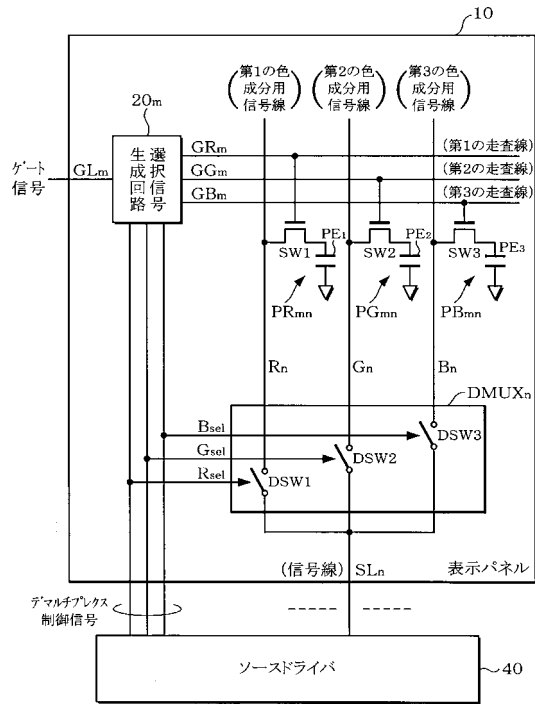 10
第1の色
成分用
信号線
第2の色
成分用
信号線
第3の色
成分用
信号線
20m
ゲート
信号
GLm
選択信号
生成回路
GRm
(第1の走査線)
GGm
(第2の走査線)
GBm
(第3の走査線)
SW1
PE1
SW2
PE2
SW3
PE3
PRmn
PGmn
PBmn
Rn
Gn
Bn
DMUXn
Bsel
DSW3
Gsel
DSW2
Rsel
DSW1
(信号線) SLn
表示パネル
デマルチプレクス
制御信号
ソースドライバ
40